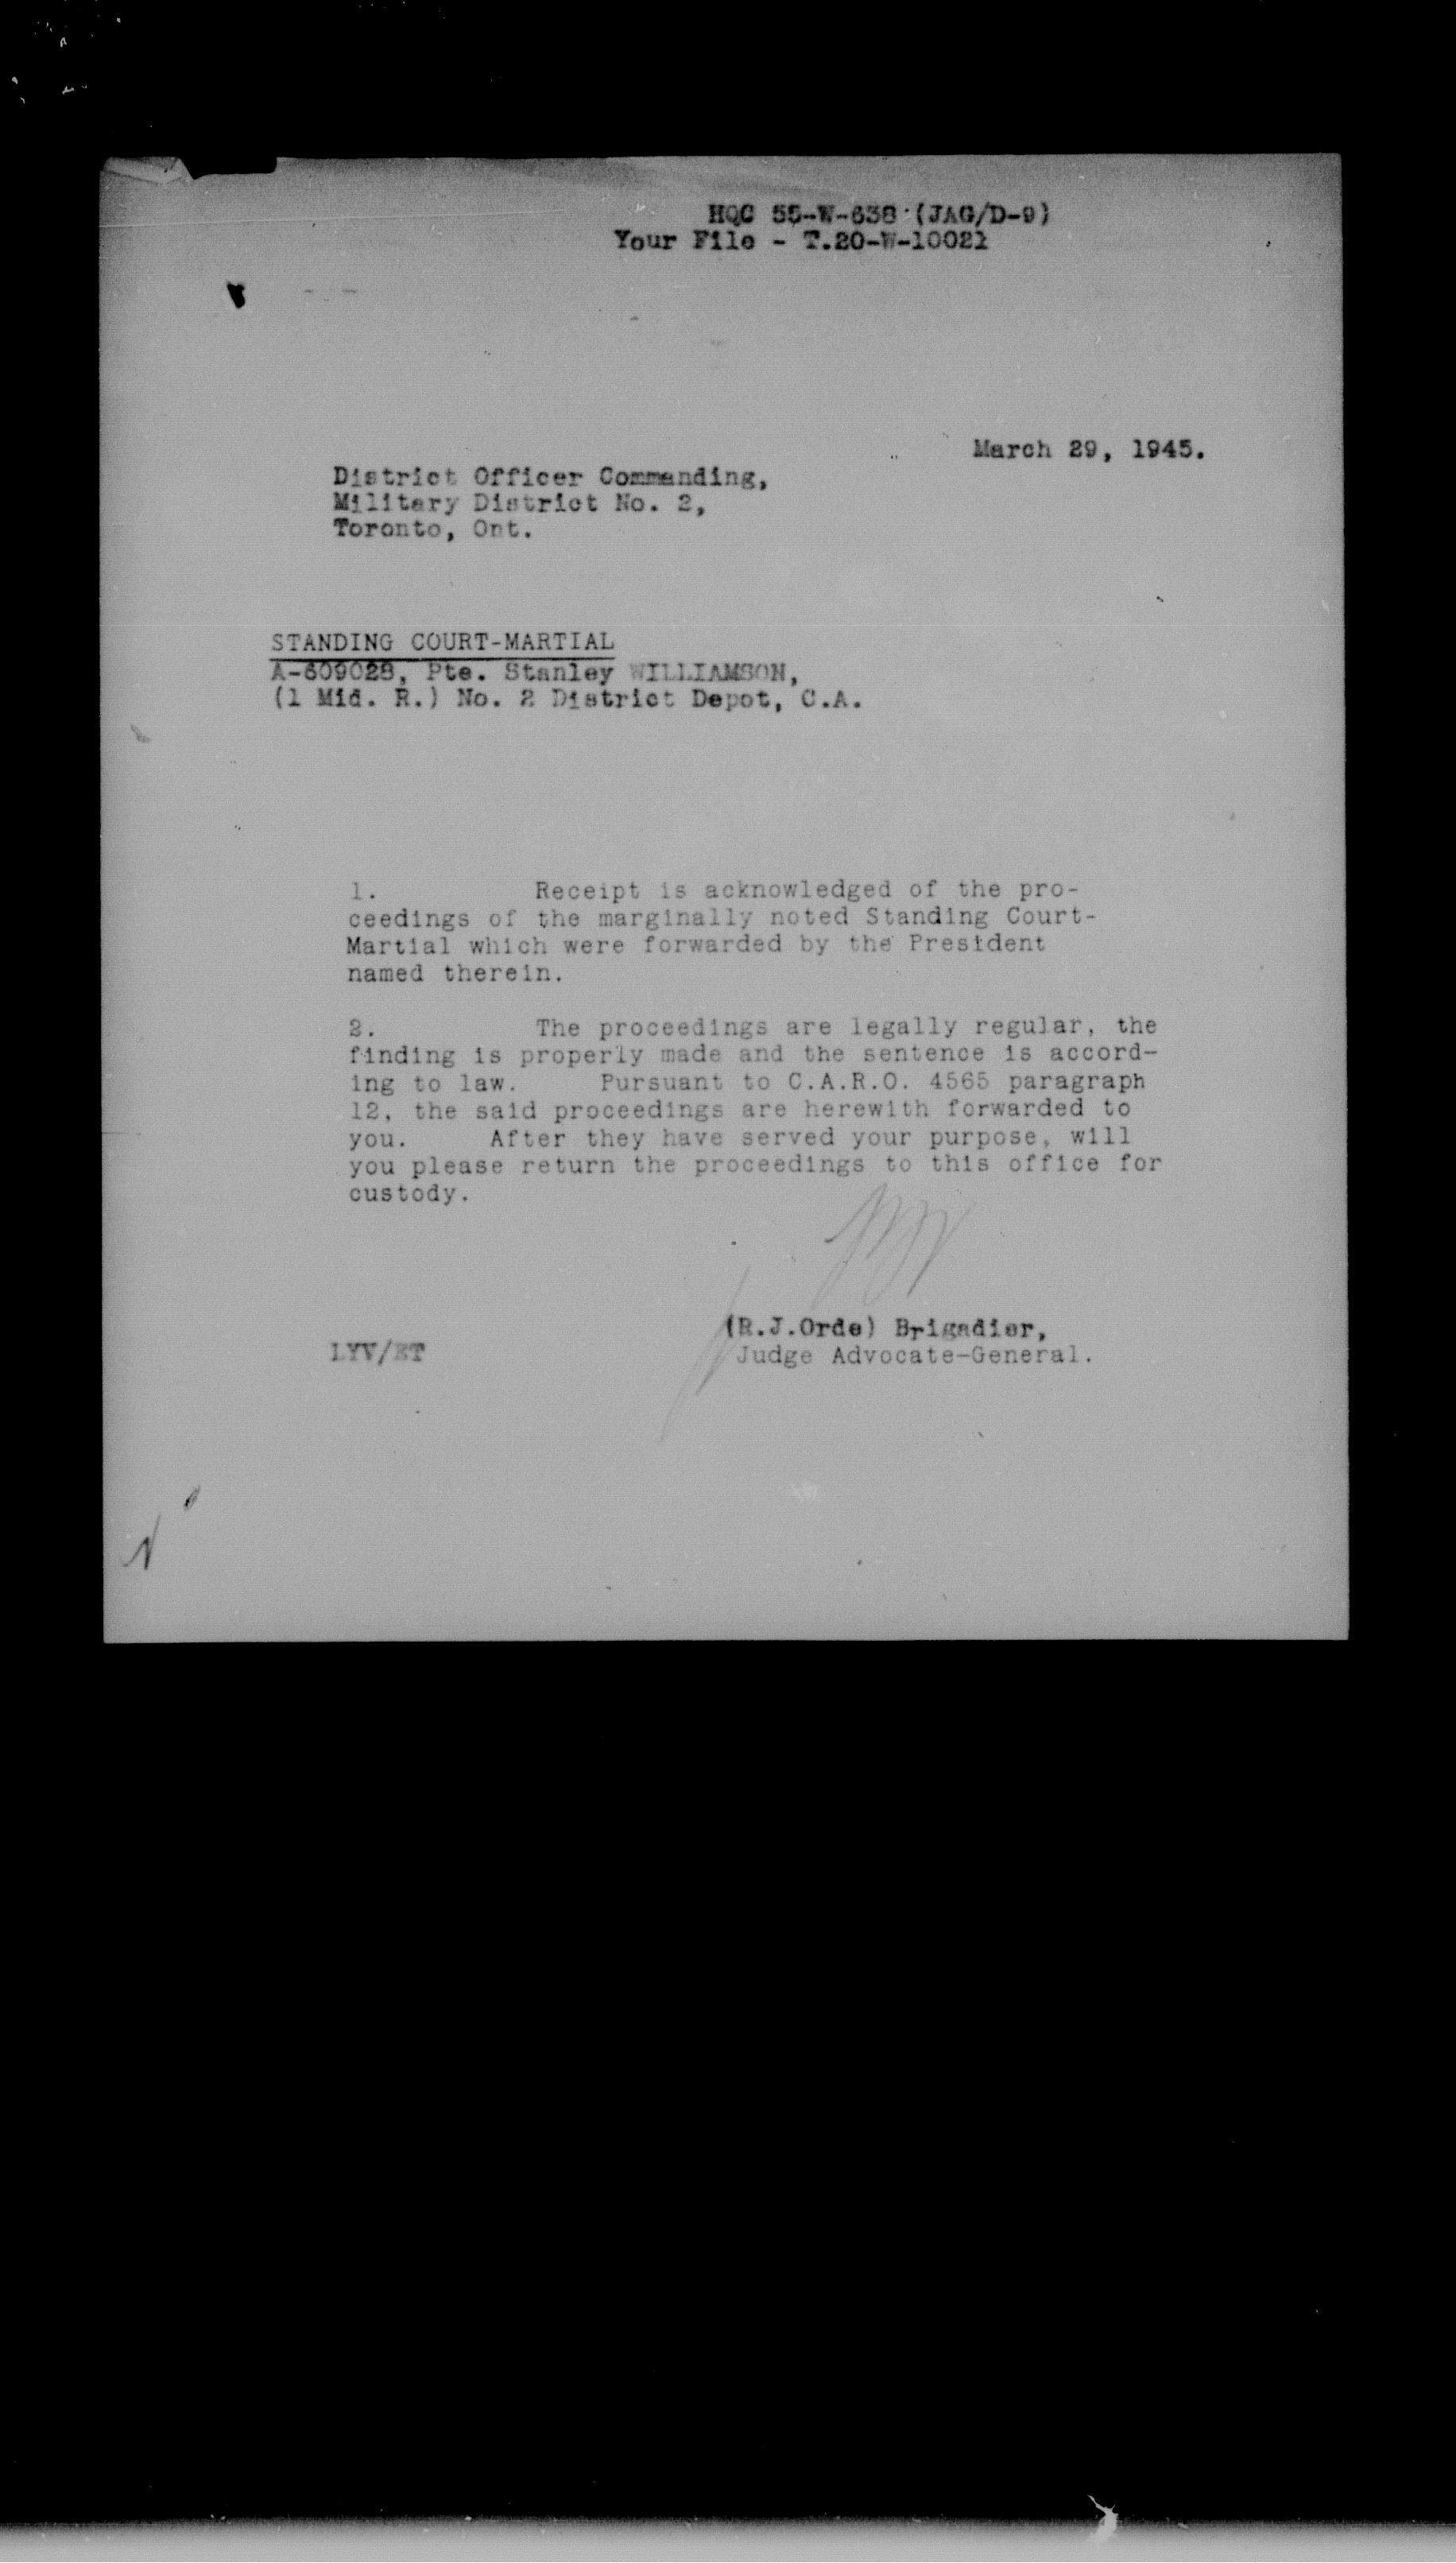 HQC 55-W-638 (JAG/D-9)
Your File - T.20-W-10021
March 29, 1945.
District Officer Commanding,
Military District No. 2,
Toronto, Ont.
STANDING COURT-MARTIAL
A-609028, Pte. Stanley WILLIAMSON,
(1 Mid. R.) No. 2 District Depot, C.A.
1. Receipt is acknowledged of the pro-
ceedings of the marginally noted Standing Court-
Martial which were forwarded by the President
named therein.
2. The proceedings are legally regular, the
finding is properly made and the sentence is accord-
ing to law. Pursuant to C.A.R.O. 4565 paragraph
12, the said proceedings are herewith forwarded to
you. After they have served your purpose, will
you please return the proceedings to this office for
custody.
(R.J.Orde) Brigadier,
LYV/ET Judge Advocate-General.